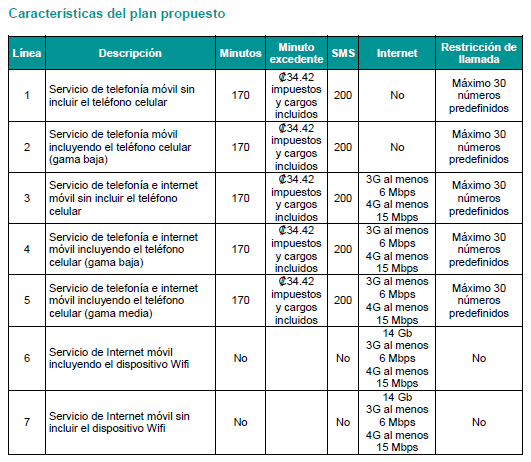 Características del plan propuesto
Línea
Descripción
Minutos
Minuto
excedente
SMS
Internet
Restricción de
llamada
1
Servicio de telefonía móvil sin
incluir el teléfono celular
170
₡34.42
impuestos
y cargos
incluidos
200
No
Máximo 30
números
predefinidos
2
Servicio de telefonía móvil
incluyendo el teléfono celular
(gama baja)
170
₡34.42
impuestos
y cargos
incluidos
200
No
Máximo 30
números
predefinidos
3
Servicio de telefonía e internet
móvil sin incluir el teléfono
celular
170
₡34.42
impuestos
y cargos
incluidos
200
3G al menos
6 Mbps
4G al menos
15 Mbps
Máximo 30
números
predefinidos
4
Servicio de telefonía e internet
móvil incluyendo el teléfono
celular (gama baja)
170
₡34.42
impuestos
y cargos
incluidos
200
3G al menos
6 Mbps
4G al menos
15 Mbps
Máximo 30
números
predefinidos
5
Servicio de telefonía e internet
móvil incluyendo el teléfono
celular (gama media)
170
₡34.42
impuestos
y cargos
incluidos
200
3G al menos
6 Mbps
4G al menos
15 Mbps
Máximo 30
números
predefinidos
6
Servicio de Internet móvil
incluyendo el dispositivo Wifi
No
No
14 Gb
3G al menos
6 Mbps
4G al menos
15 Mbps
No
7
Servicio de Internet móvil sin
incluir el dispositivo Wifi
No
No
14 Gb
3G al menos
6 Mbps
4G al menos
15 Mbps
No